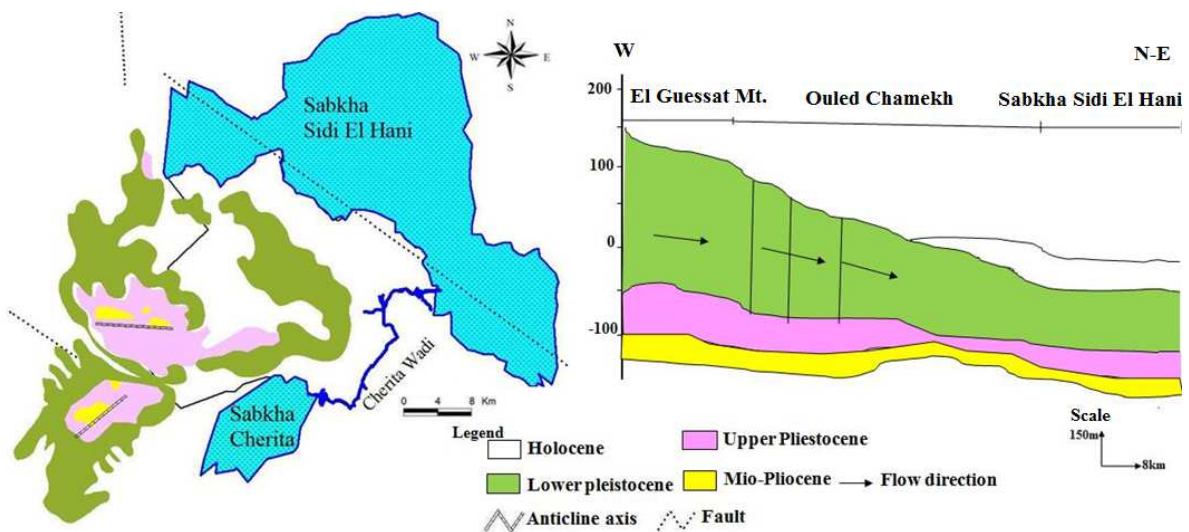 N
W E
S
Sabkha
Sidi El Hani
Cherita Wadi
Sabkha
Cherita
0 4 8 Km
W
N-E
200
El Guessat Mt.
Ouled Chamekh
Sabkha Sidi El Hani
100
0
-100
Scale
150m
8km
Legend
Holocene
Upper Pliestocene
Lower pleistocene
Mio-Pliocene
Flow direction
Anticline axis
Fault